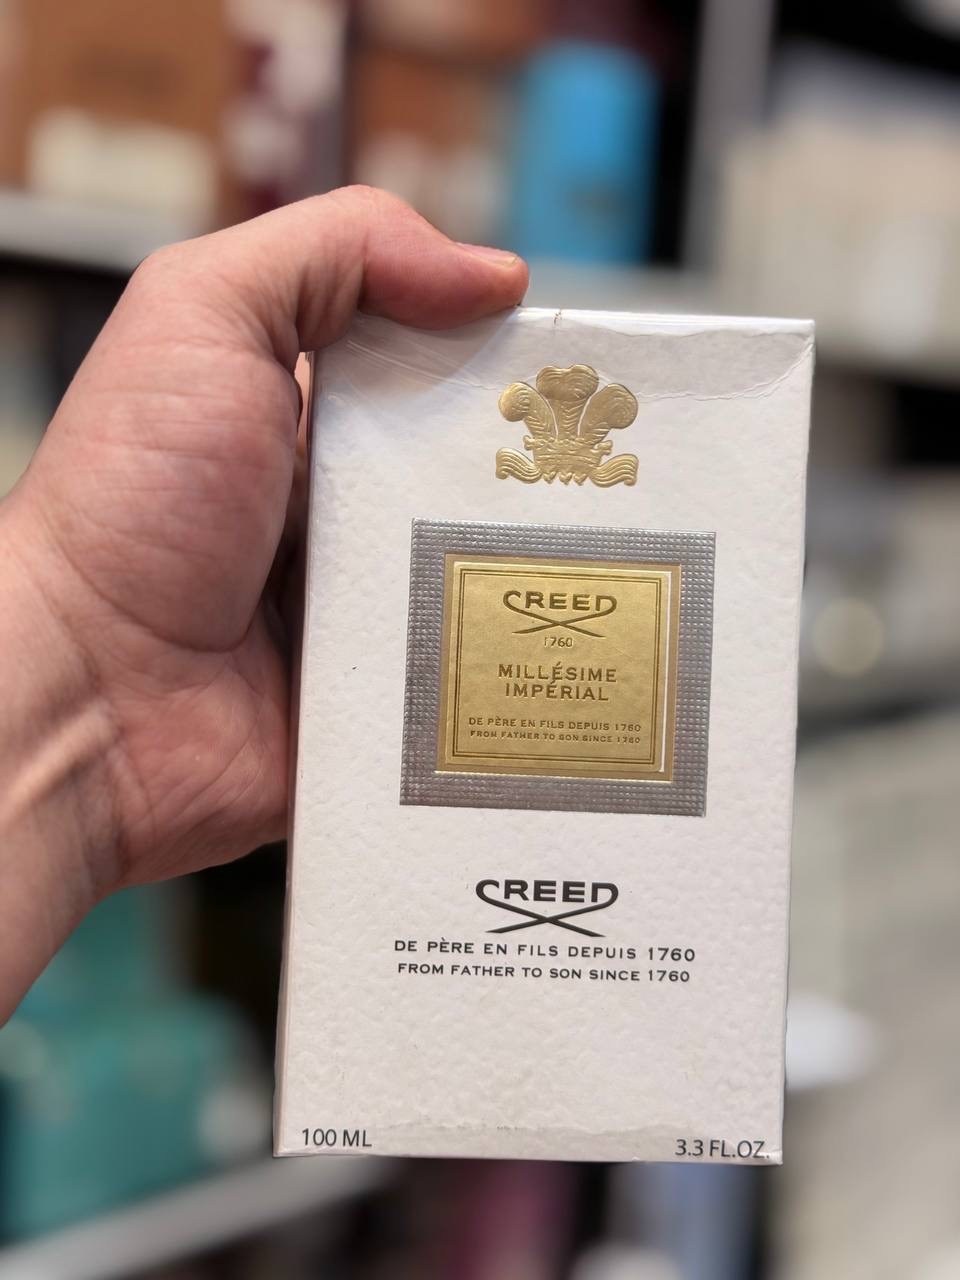 CREED
1760
MILLÉSIME
IMPÉRIAL
DE PÈRE EN FILS DEPUIS 1760
FROM FATHER TO SON SINCE 1760
CREED
DE PÈRE EN FILS DEPUIS 1760
FROM FATHER TO SON SINCE 1760
100 ML
3.3 FL.OZ.